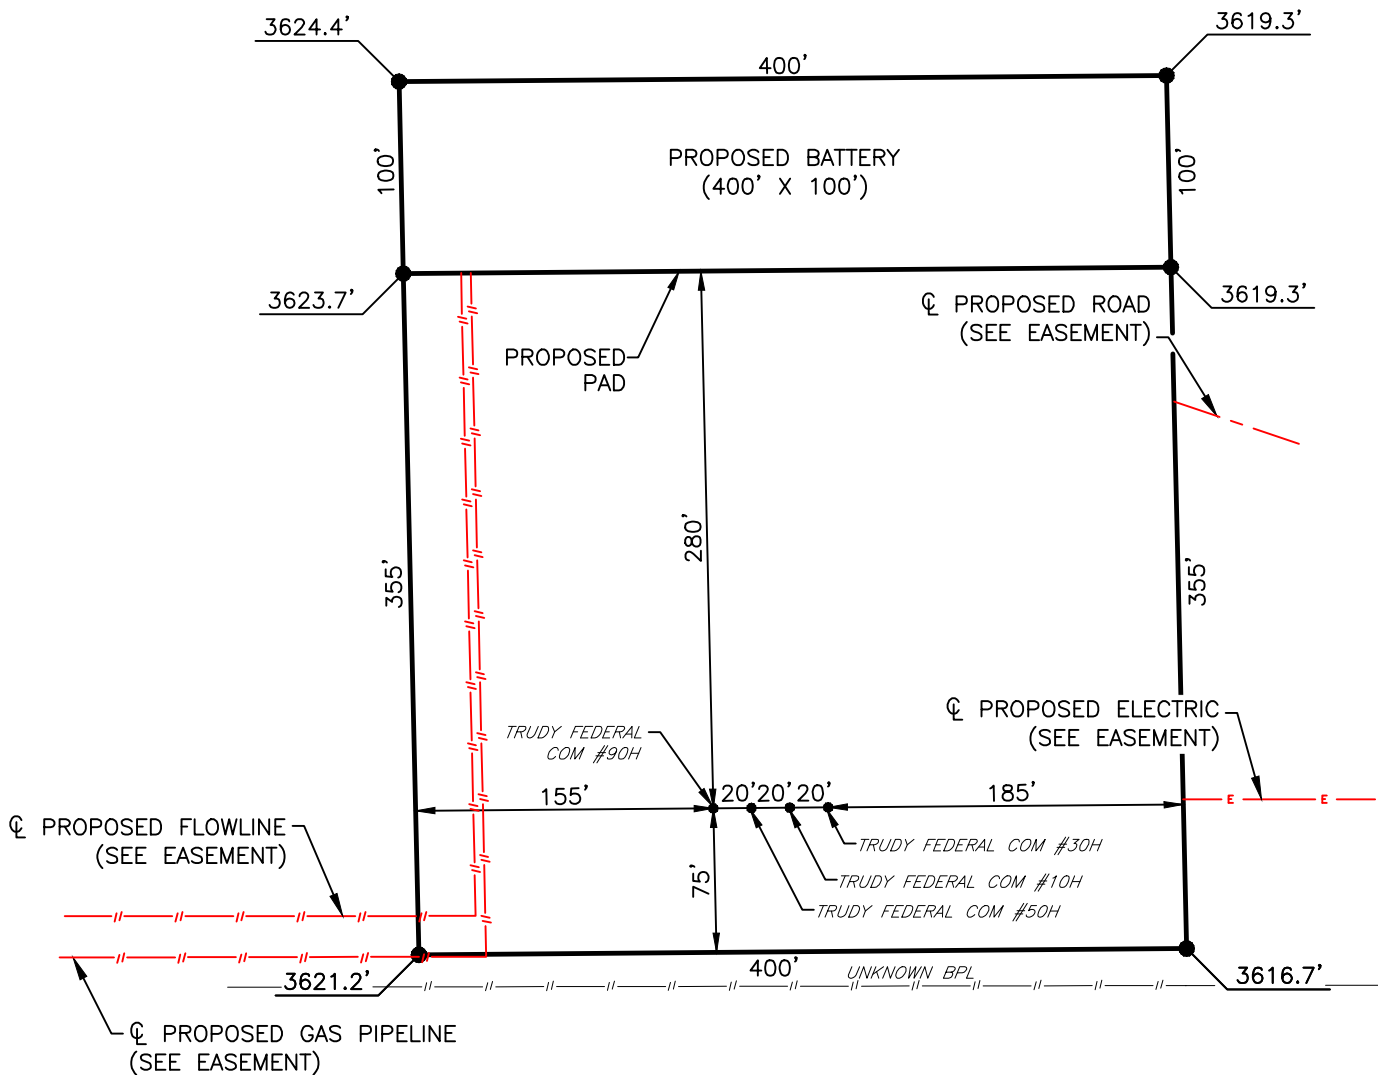 3624.4'
3619.3'
400'
100'
PROPOSED BATTERY
(400' X 100')
100'
3623.7'
3619.3'
℄ PROPOSED ROAD
(SEE EASEMENT)
PROPOSED
PAD
280'
355'
355'
℄ PROPOSED ELECTRIC
(SEE EASEMENT)
TRUDY FEDERAL
COM #90H
155'
20'
20'
20'
185'
E
E
℄ PROPOSED FLOWLINE
(SEE EASEMENT)
TRUDY FEDERAL COM #30H
75'
TRUDY FEDERAL COM #10H
TRUDY FEDERAL COM #50H
400'
UNKNOWN BPL
3621.2'
3616.7'
℄ PROPOSED GAS PIPELINE
(SEE EASEMENT)